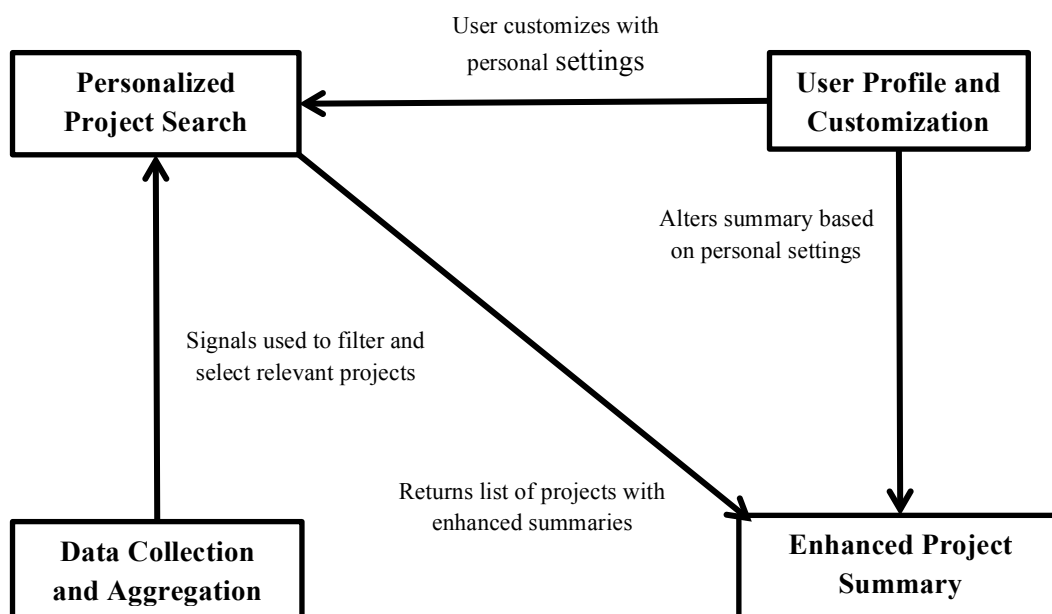 User customizes with
personal settings
Personalized
Project Search
User Profile and
Customization
Alters summary based
on personal settings
Signals used to filter and
select relevant projects
Returns list of projects with
enhanced summaries
Data Collection
and Aggregation
Enhanced Project
Summary